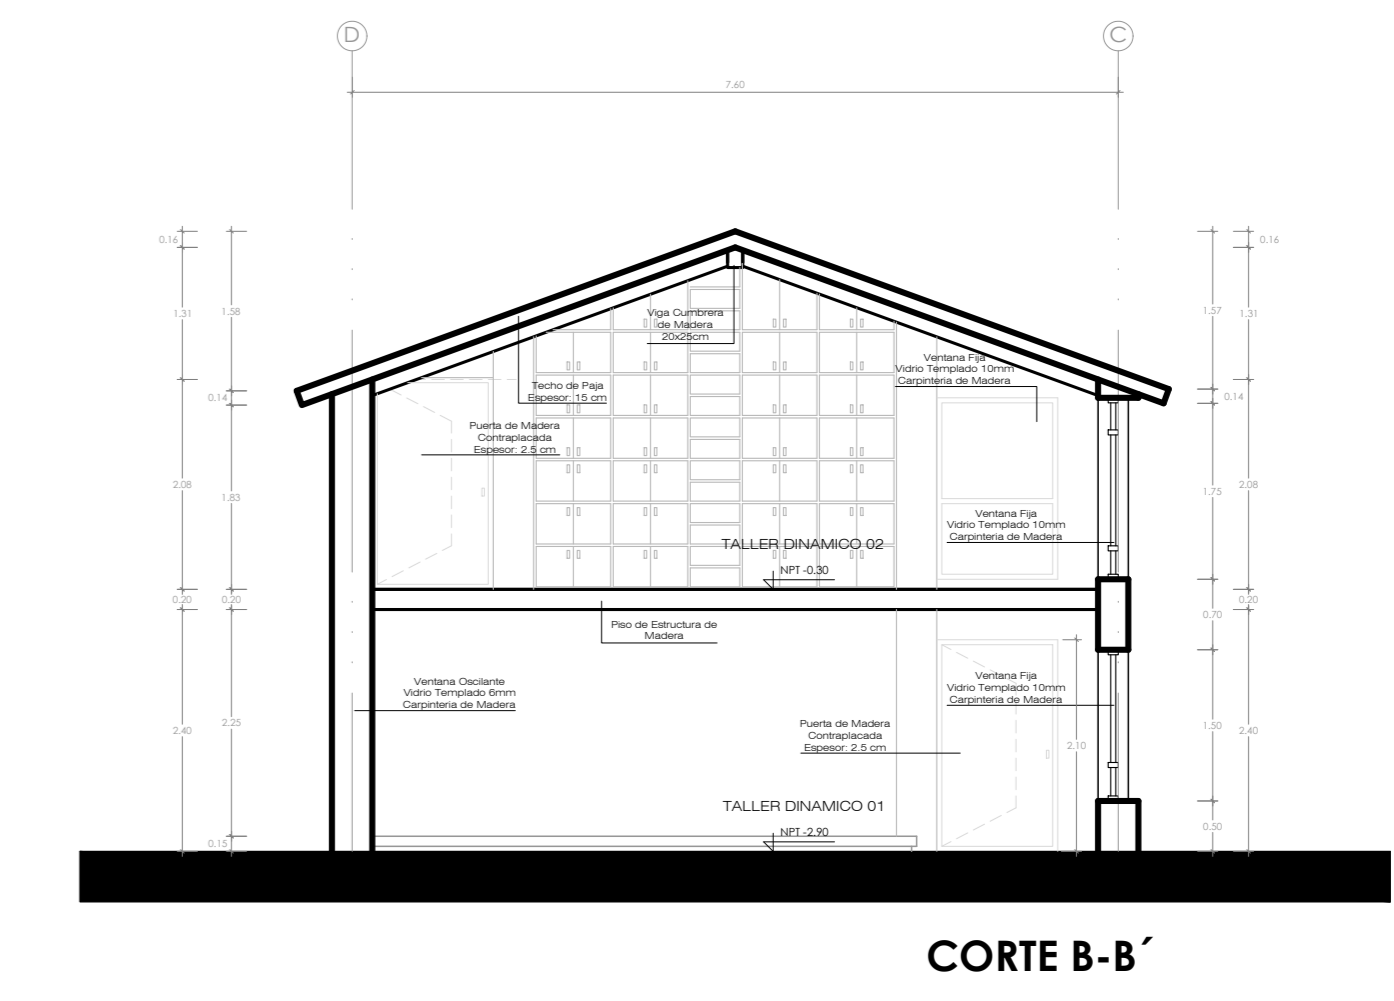 D
C
7.60
0.16
1.31
1.58
0.14
2.08
1.83
0.20
0.20
2.40
2.25
0.15
Viga Cumbrera
de Madera
20x25cm
Techo de Paja
Espesor: 15 cm
Puerta de Madera
Contraplacada
Espesor: 2.5 cm
Ventana Fija
Vidrio Templado 10mm
Carpinteria de Madera
Ventana Fija
Vidrio Templado 10mm
Carpinteria de Madera
TALLER DINAMICO 02
NPT -0.30
Piso de Estructura de
Madera
Ventana Oscilante
Vidrio Templado 6mm
Carpinteria de Madera
Ventana Fija
Vidrio Templado 10mm
Carpinteria de Madera
Puerta de Madera
Contraplacada
Espesor: 2.5 cm
2.10
TALLER DINAMICO 01
NPT -2.90
0.16
1.57
1.31
0.14
1.75
2.08
0.20
0.70
1.50
2.40
0.50
CORTE B-B´